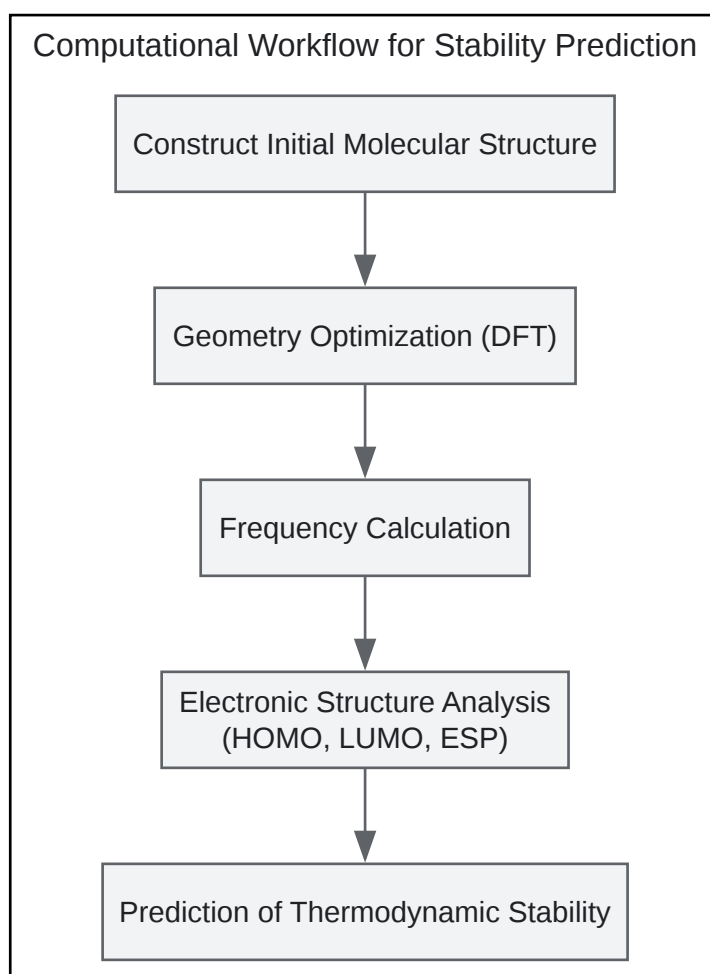 Computational Workflow for Stability Prediction
Construct Initial Molecular Structure
Geometry Optimization (DFT)
Frequency Calculation
Electronic Structure Analysis
(HOMO, LUMO, ESP)
Prediction of Thermodynamic Stability